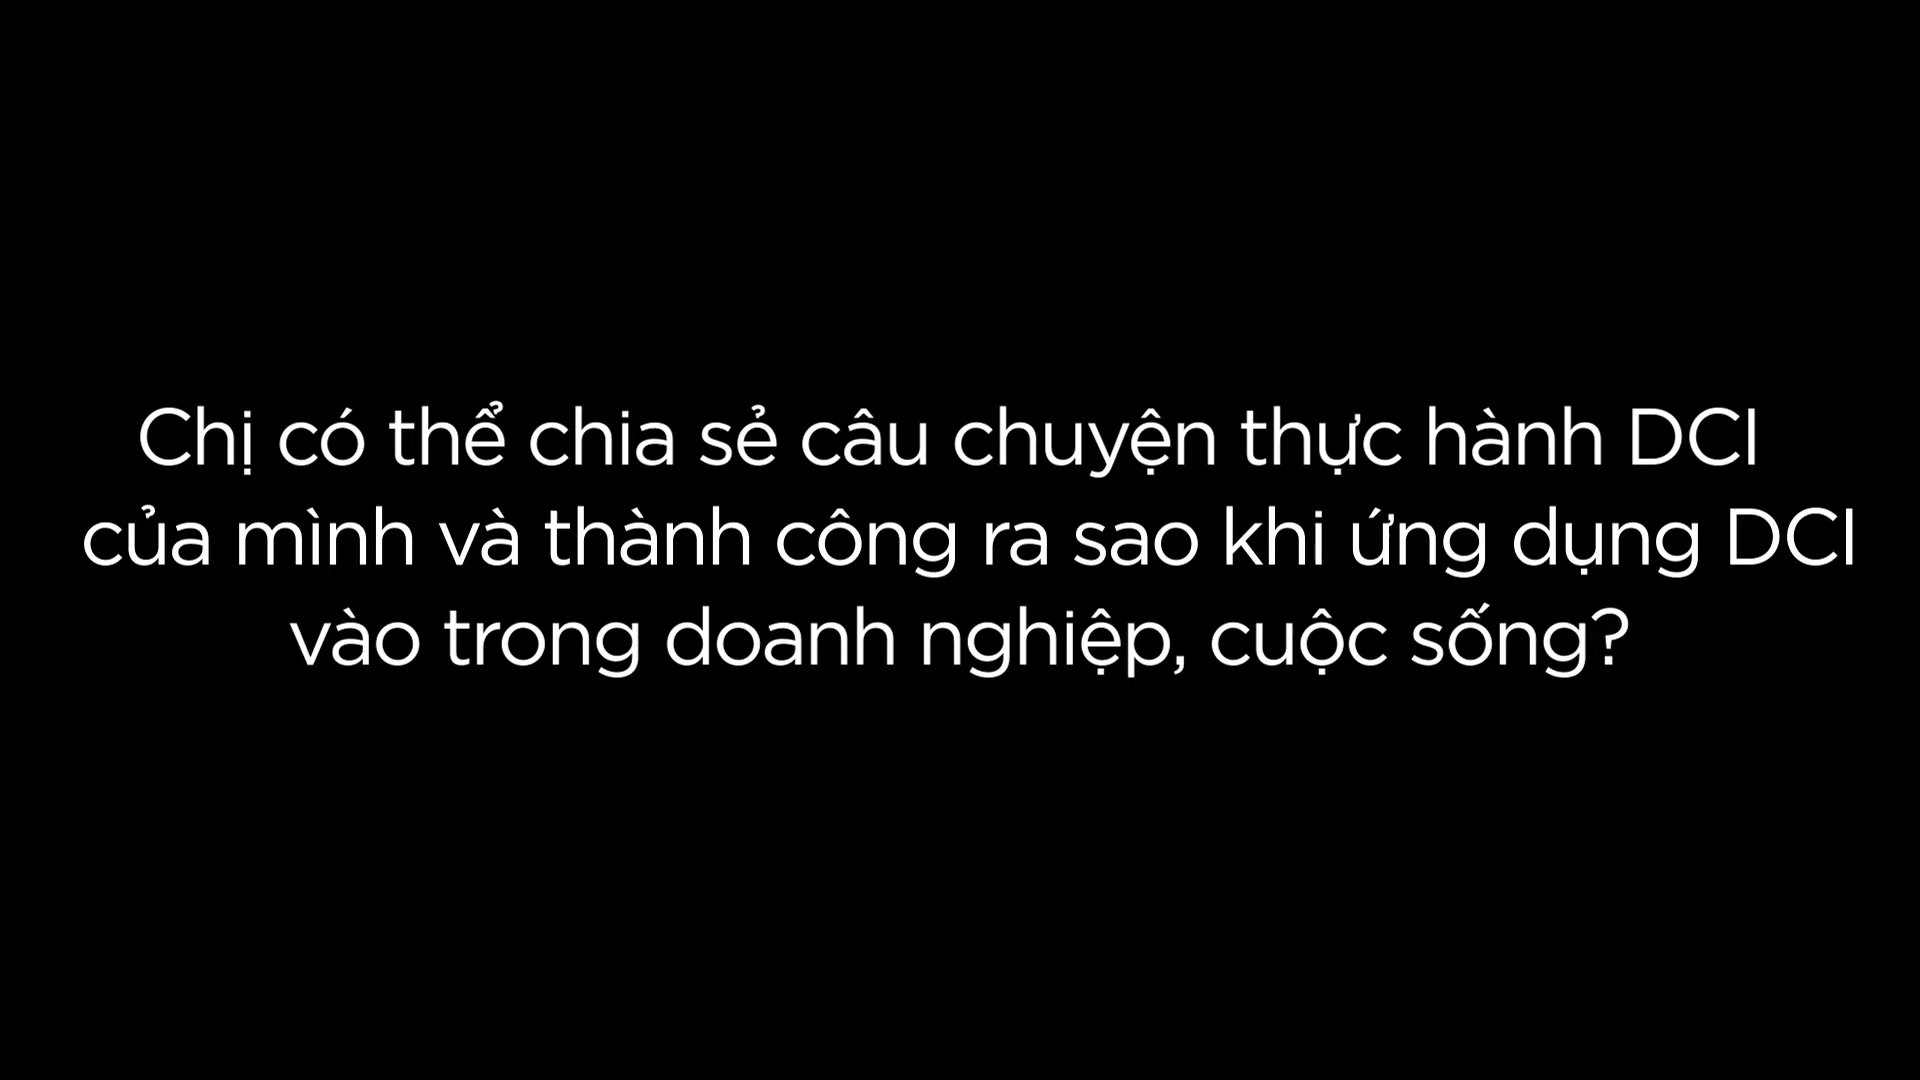 Chị có thể chia sẻ câu chuyện thực hành DCI
của mình và thành công ra sao khi ứng dụng DCI
vào trong doanh nghiệp, cuộc sống?